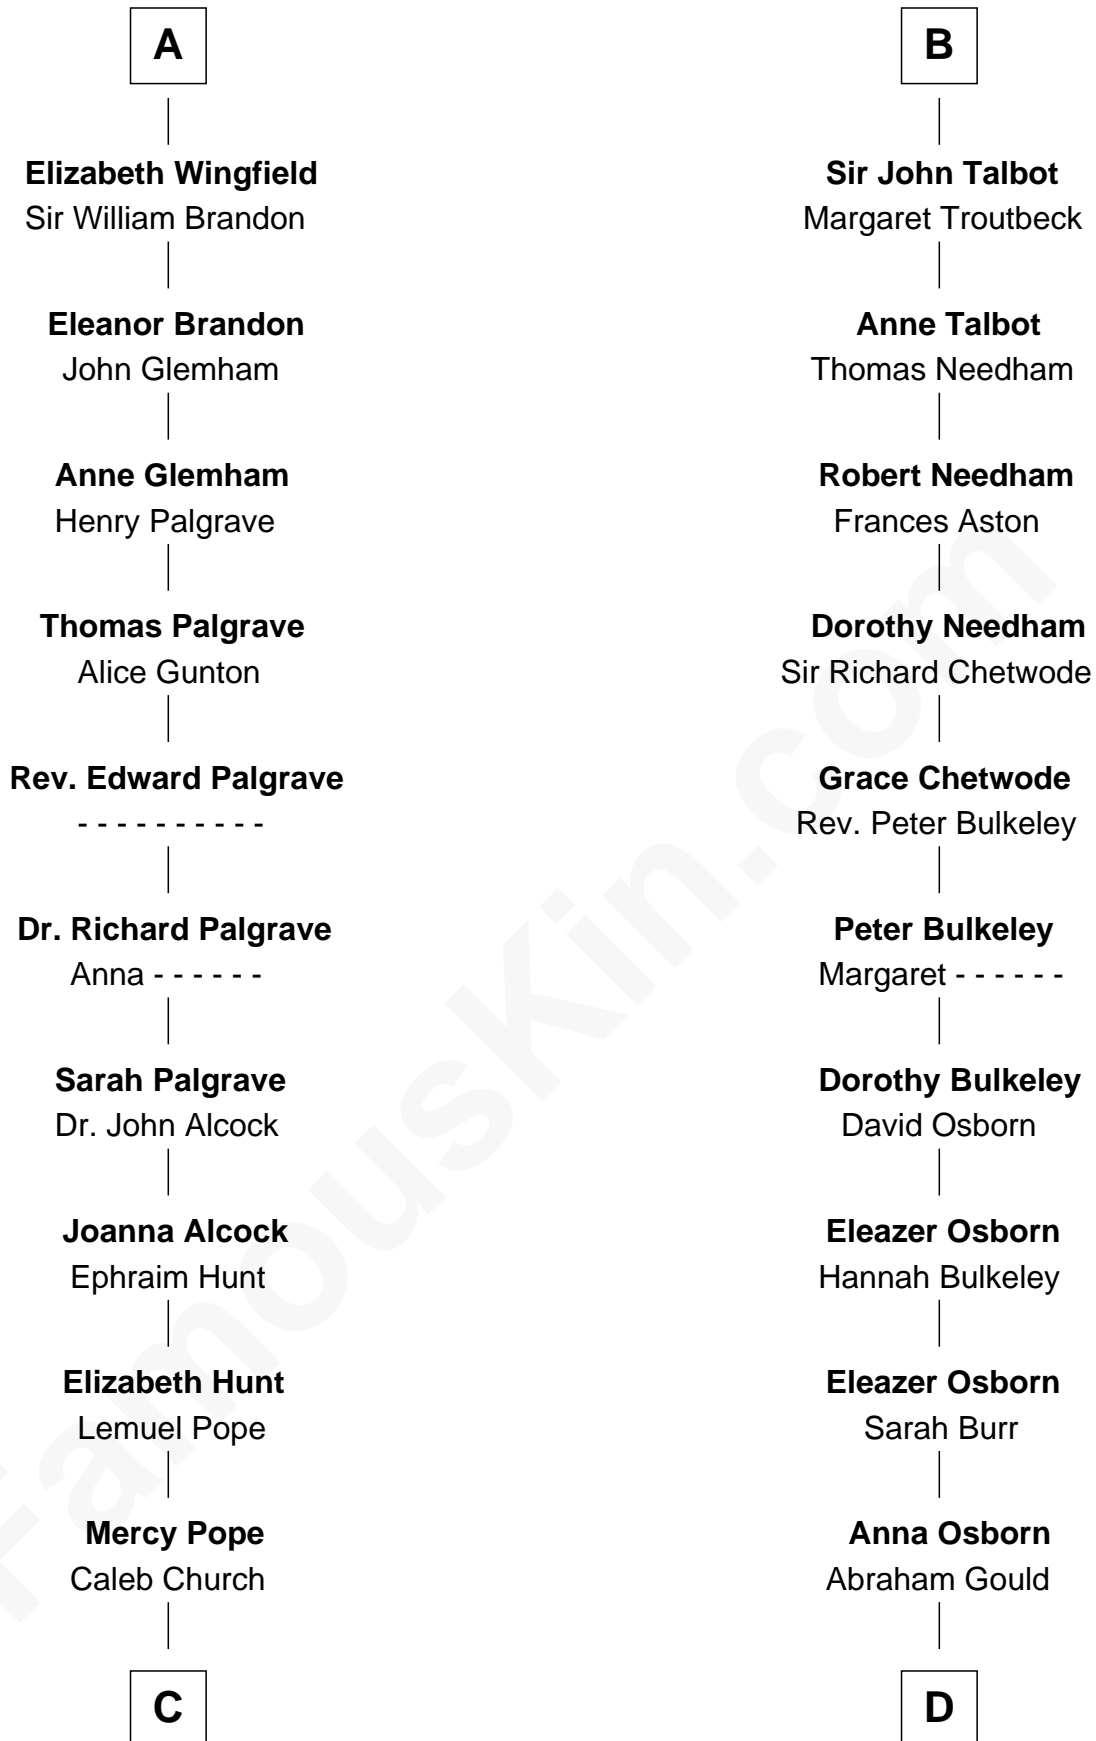 A
Elizabeth Wingfield
Sir William Brandon
Eleanor Brandon
John Glemham
Anne Glemham
Henry Palgrave
Thomas Palgrave
Alice Gunton
Rev. Edward Palgrave
- - - - - - - - - -
Dr. Richard Palgrave
Anna - - - - - -
Sarah Palgrave
Dr. John Alcock
Joanna Alcock
Ephraim Hunt
Elizabeth Hunt
Lemuel Pope
Mercy Pope
Caleb Church
C
B
Sir John Talbot
Margaret Troutbeck
Anne Talbot
Thomas Needham
Robert Needham
Frances Aston
Dorothy Needham
Sir Richard Chetwode
Grace Chetwode
Rev. Peter Bulkeley
Peter Bulkeley
Margaret - - - - - -
Dorothy Bulkeley
David Osborn
Eleazer Osborn
Hannah Bulkeley
Eleazer Osborn
Sarah Burr
Anna Osborn
Abraham Gould
D
FamousKin.com